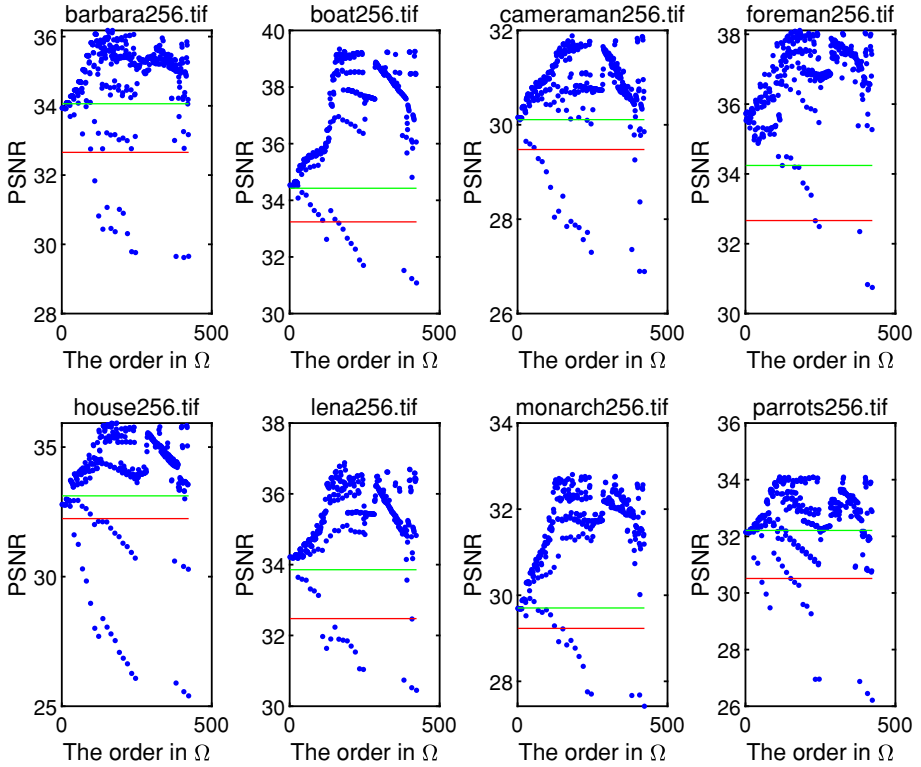 barbara256.tif
boat256.tif
cameraman256.tif
foreman256.tif
PSNR
36
34
32
30
28
0
500
The order in Ω
PSNR
40
38
36
34
32
30
0
500
The order in Ω
PSNR
32
30
28
26
0
500
The order in Ω
PSNR
38
36
34
32
30
0
500
The order in Ω
house256.tif
lena256.tif
monarch256.tif
parrots256.tif
PSNR
35
30
25
0
500
The order in Ω
PSNR
38
36
34
32
30
0
500
The order in Ω
PSNR
34
32
30
28
0
500
The order in Ω
PSNR
36
34
32
30
28
26
0
500
The order in Ω